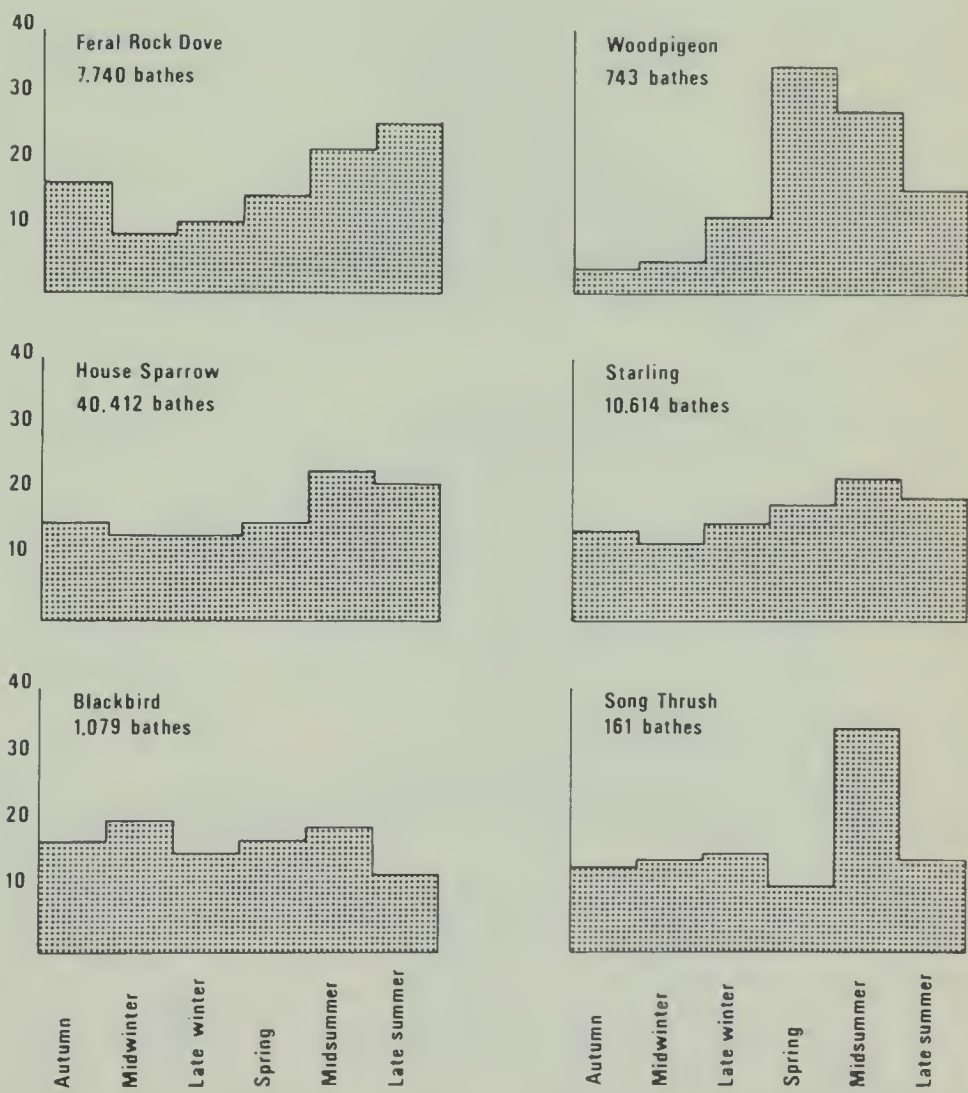 40
30
20
10
Feral Rock Dove
7.740 bathes
Woodpigeon
743 bathes
40
30
20
10
House Sparrow
40.412 bathes
Starling
10.614 bathes
40
30
20
10
Blackbird
1.079 bathes
Song Thrush
161 bathes
Autumn
Midwinter
Late winter
Spring
Midsummer
Late summer
Autumn
Midwinter
Late winter
Spring
Midsummer
Late summer